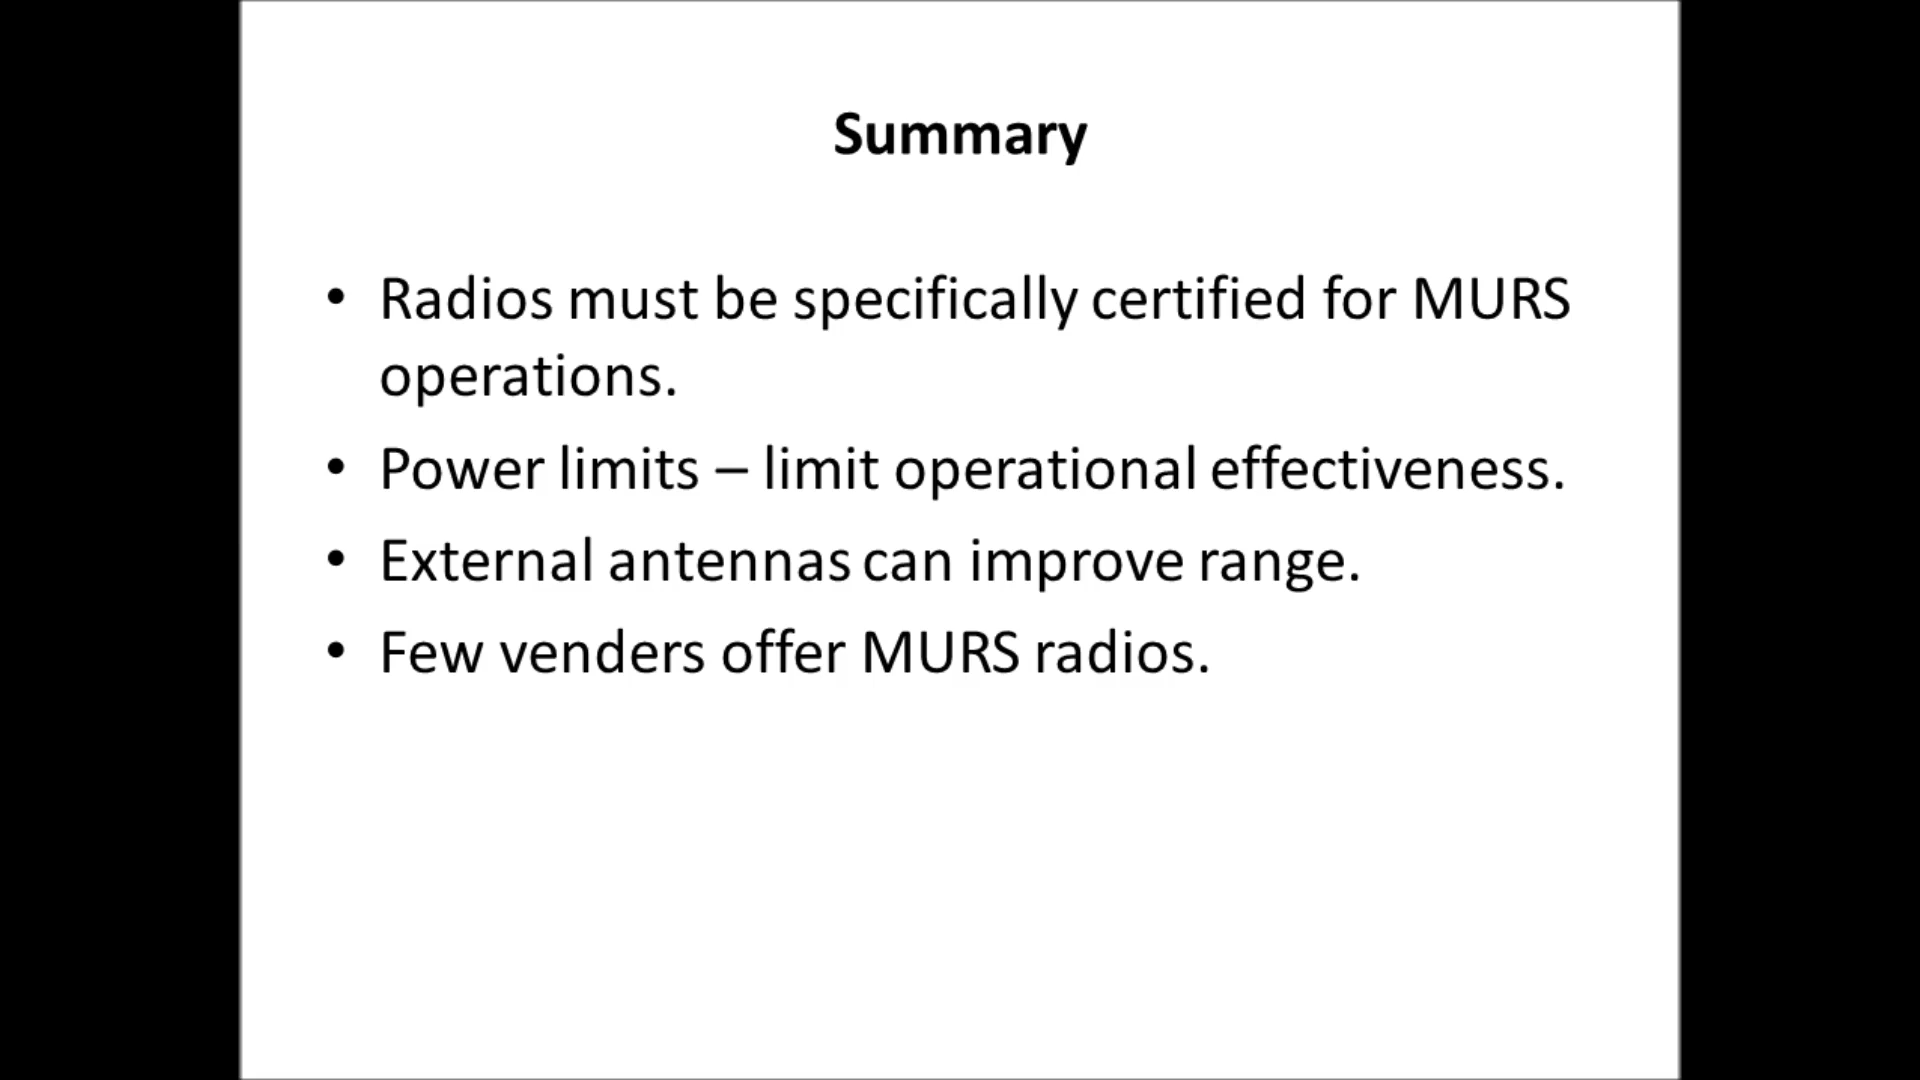 Summary
• Radios must be specifically certified for MURS
operations.
• Power limits – limit operational effectiveness.
• External antennas can improve range.
• Few venders offer MURS radios.